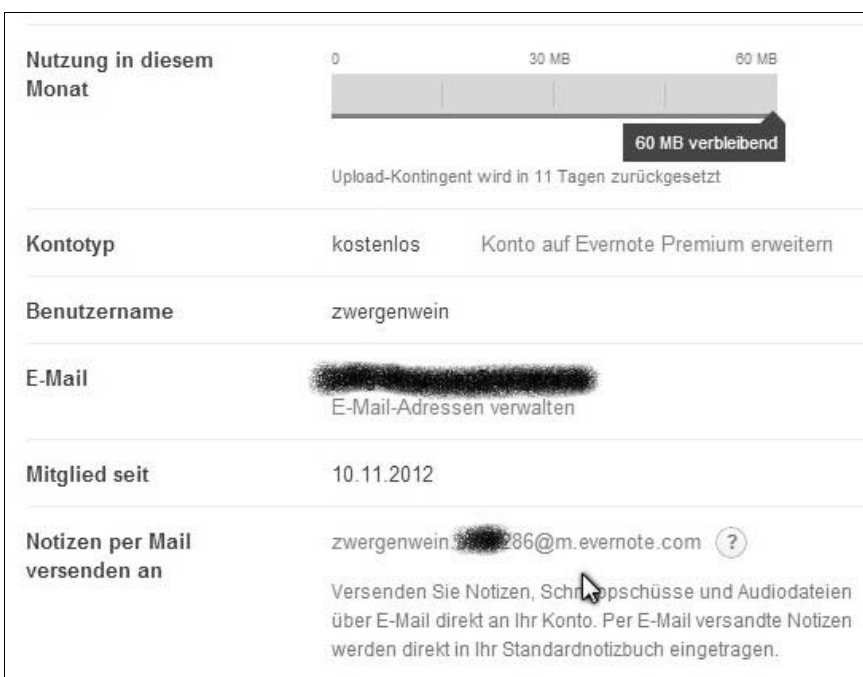 Nutzung in diesem
Monat
0 30 MB 60 MB
60 MB verbleibend
Upload-Kontingent wird in 11 Tagen zurückgesetzt
Kontotyp kostenlos Konto auf Evernote Premium erweitern
Benutzername zwergenwein
E-Mail
E-Mail-Adressen verwalten
Mitglied seit 10.11.2012
Notizen per Mail
versenden an
zwergenwein. 286@m.evernote.com ?
Versenden Sie Notizen, Schnappschüsse und Audiodateien
über E-Mail direkt an Ihr Konto. Per E-Mail versandte Notizen
werden direkt in Ihr Standardnotizbuch eingetragen.